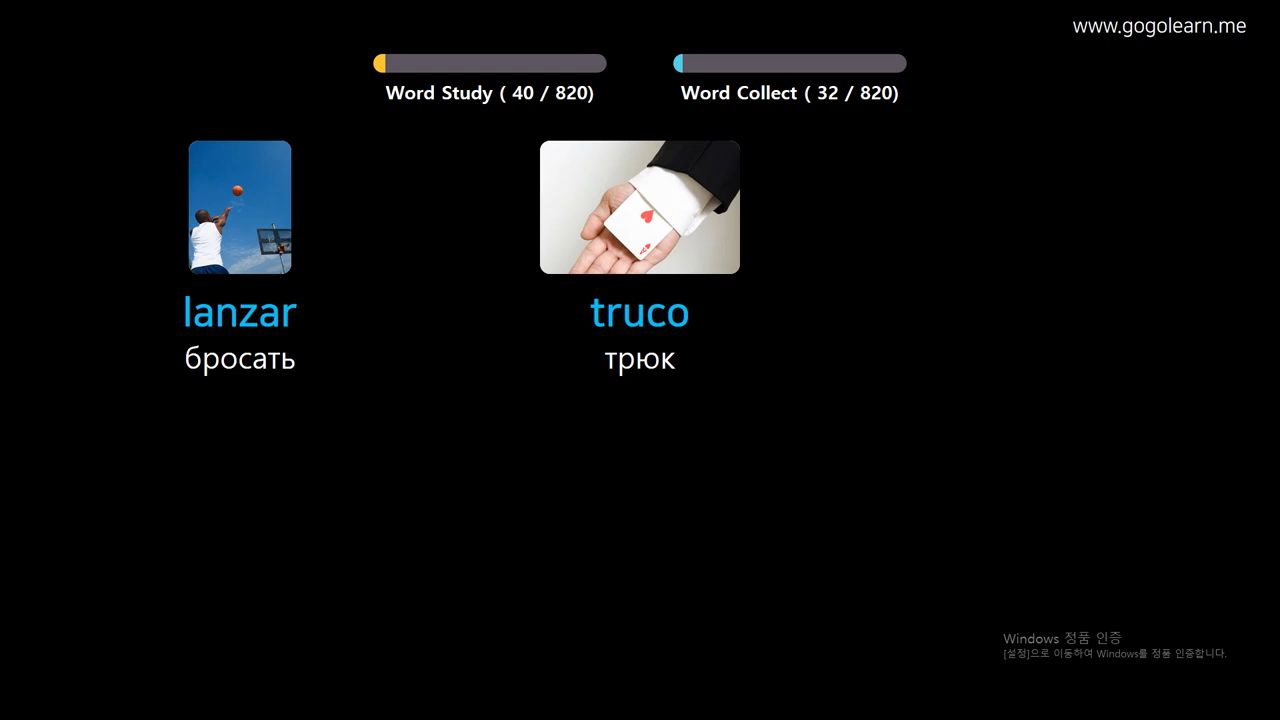 www.gogolearn.me
Word Study ( 40 / 820)
Word Collect ( 32 / 820)
lanzar
бросать
truco
трюк
Windows 정품 인증
[설정]으로 이동하여 Windows를 정품 인증합니다.